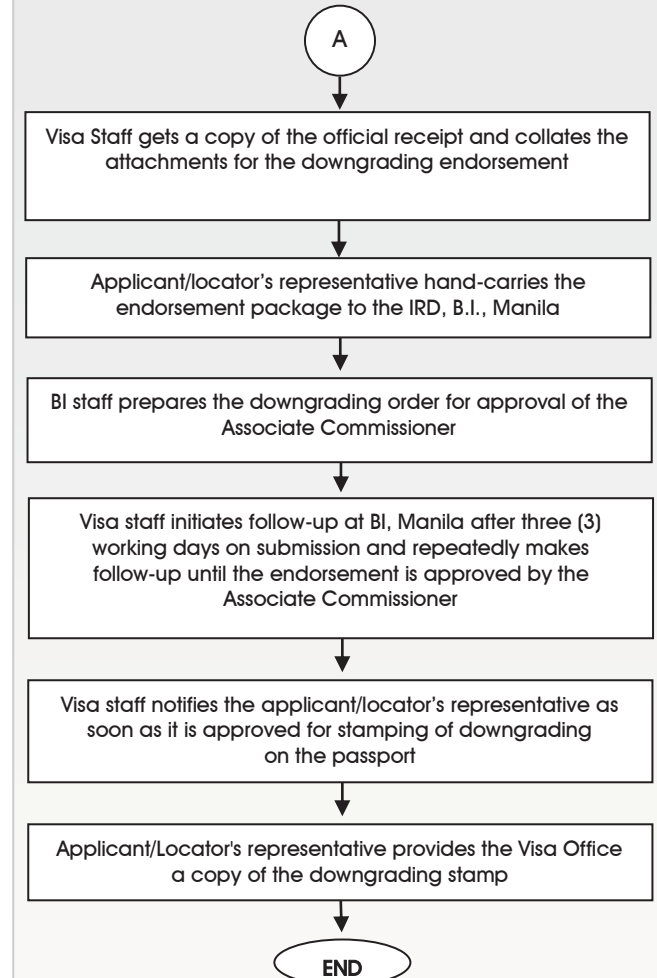 A
Visa Staff gets a copy of the official receipt and collates the
attachments for the downgrading endorsement
Applicant/locator's representative hand-carries the
endorsement package to the IRD, B.I., Manila
BI staff prepares the downgrading order for approval of the
Associate Commissioner
Visa staff initiates follow-up at BI, Manila after three (3)
working days on submission and repeatedly makes
follow-up until the endorsement is approved by the
Associate Commissioner
Visa staff notifies the applicant/locator's representative as
soon as it is approved for stamping of downgrading
on the passport
Applicant/Locator's representative provides the Visa Office
a copy of the downgrading stamp
END